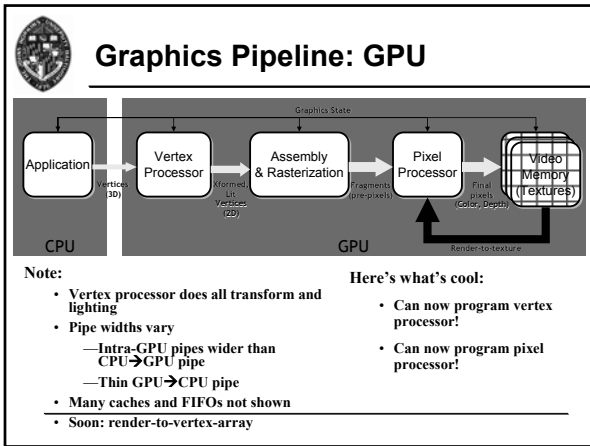 Graphics Pipeline: GPU
Graphics State
Application
Vertex
Processor
Assembly
& Rasterization
Pixel
Processor
Video
Memory
(Textures)
Vertices
(3D)
Xformed,
Lit
Vertices
(2D)
Fragments
(pre-pixels)
Final
pixels
(Color, Depth)
CPU
GPU
Render-to-texture
Note:
• Vertex processor does all transform and
lighting
• Pipe widths vary
—Intra-GPU pipes wider than
CPU→GPU pipe
—Thin GPU→CPU pipe
• Many caches and FIFOs not shown
• Soon: render-to-vertex-array
Here's what's cool:
• Can now program vertex
processor!
• Can now program pixel
processor!